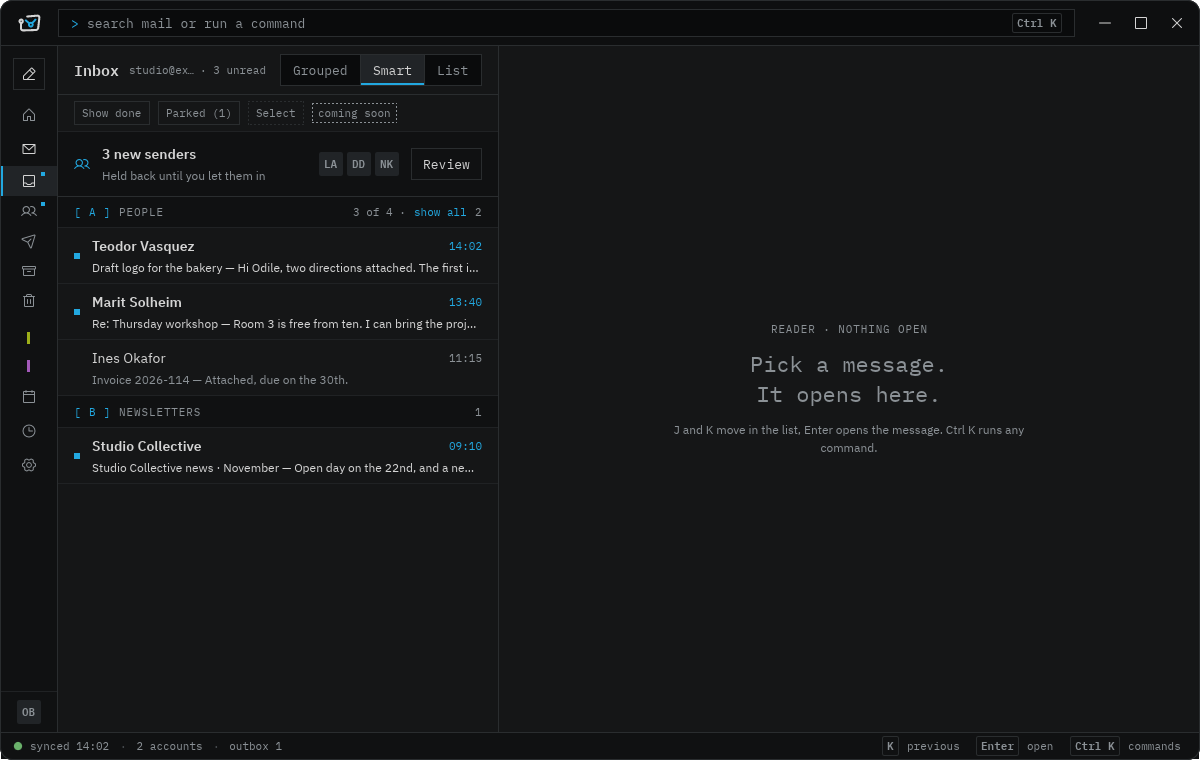 > search mail or run a command Ctrl K
Inbox studio@ex… · 3 unread Grouped Smart List
Show done Parked (1) Select coming soon
3 new senders
Held back until you let them in
LA DD NK Review
[ A ] PEOPLE 3 of 4 · show all 2
Teodor Vasquez 14:02
Draft logo for the bakery — Hi Odile, two directions attached. The first i…
Marit Solheim 13:40
Re: Thursday workshop — Room 3 is free from ten. I can bring the proj…
Ines Okafor 11:15
Invoice 2026-114 — Attached, due on the 30th.
[ B ] NEWSLETTERS 1
Studio Collective 09:10
Studio Collective news · November — Open day on the 22nd, and a ne…
READER · NOTHING OPEN
Pick a message.
It opens here.
J and K move in the list, Enter opens the message. Ctrl K runs any
command.
OB
synced 14:02 · 2 accounts · outbox 1 K previous Enter open Ctrl K commands